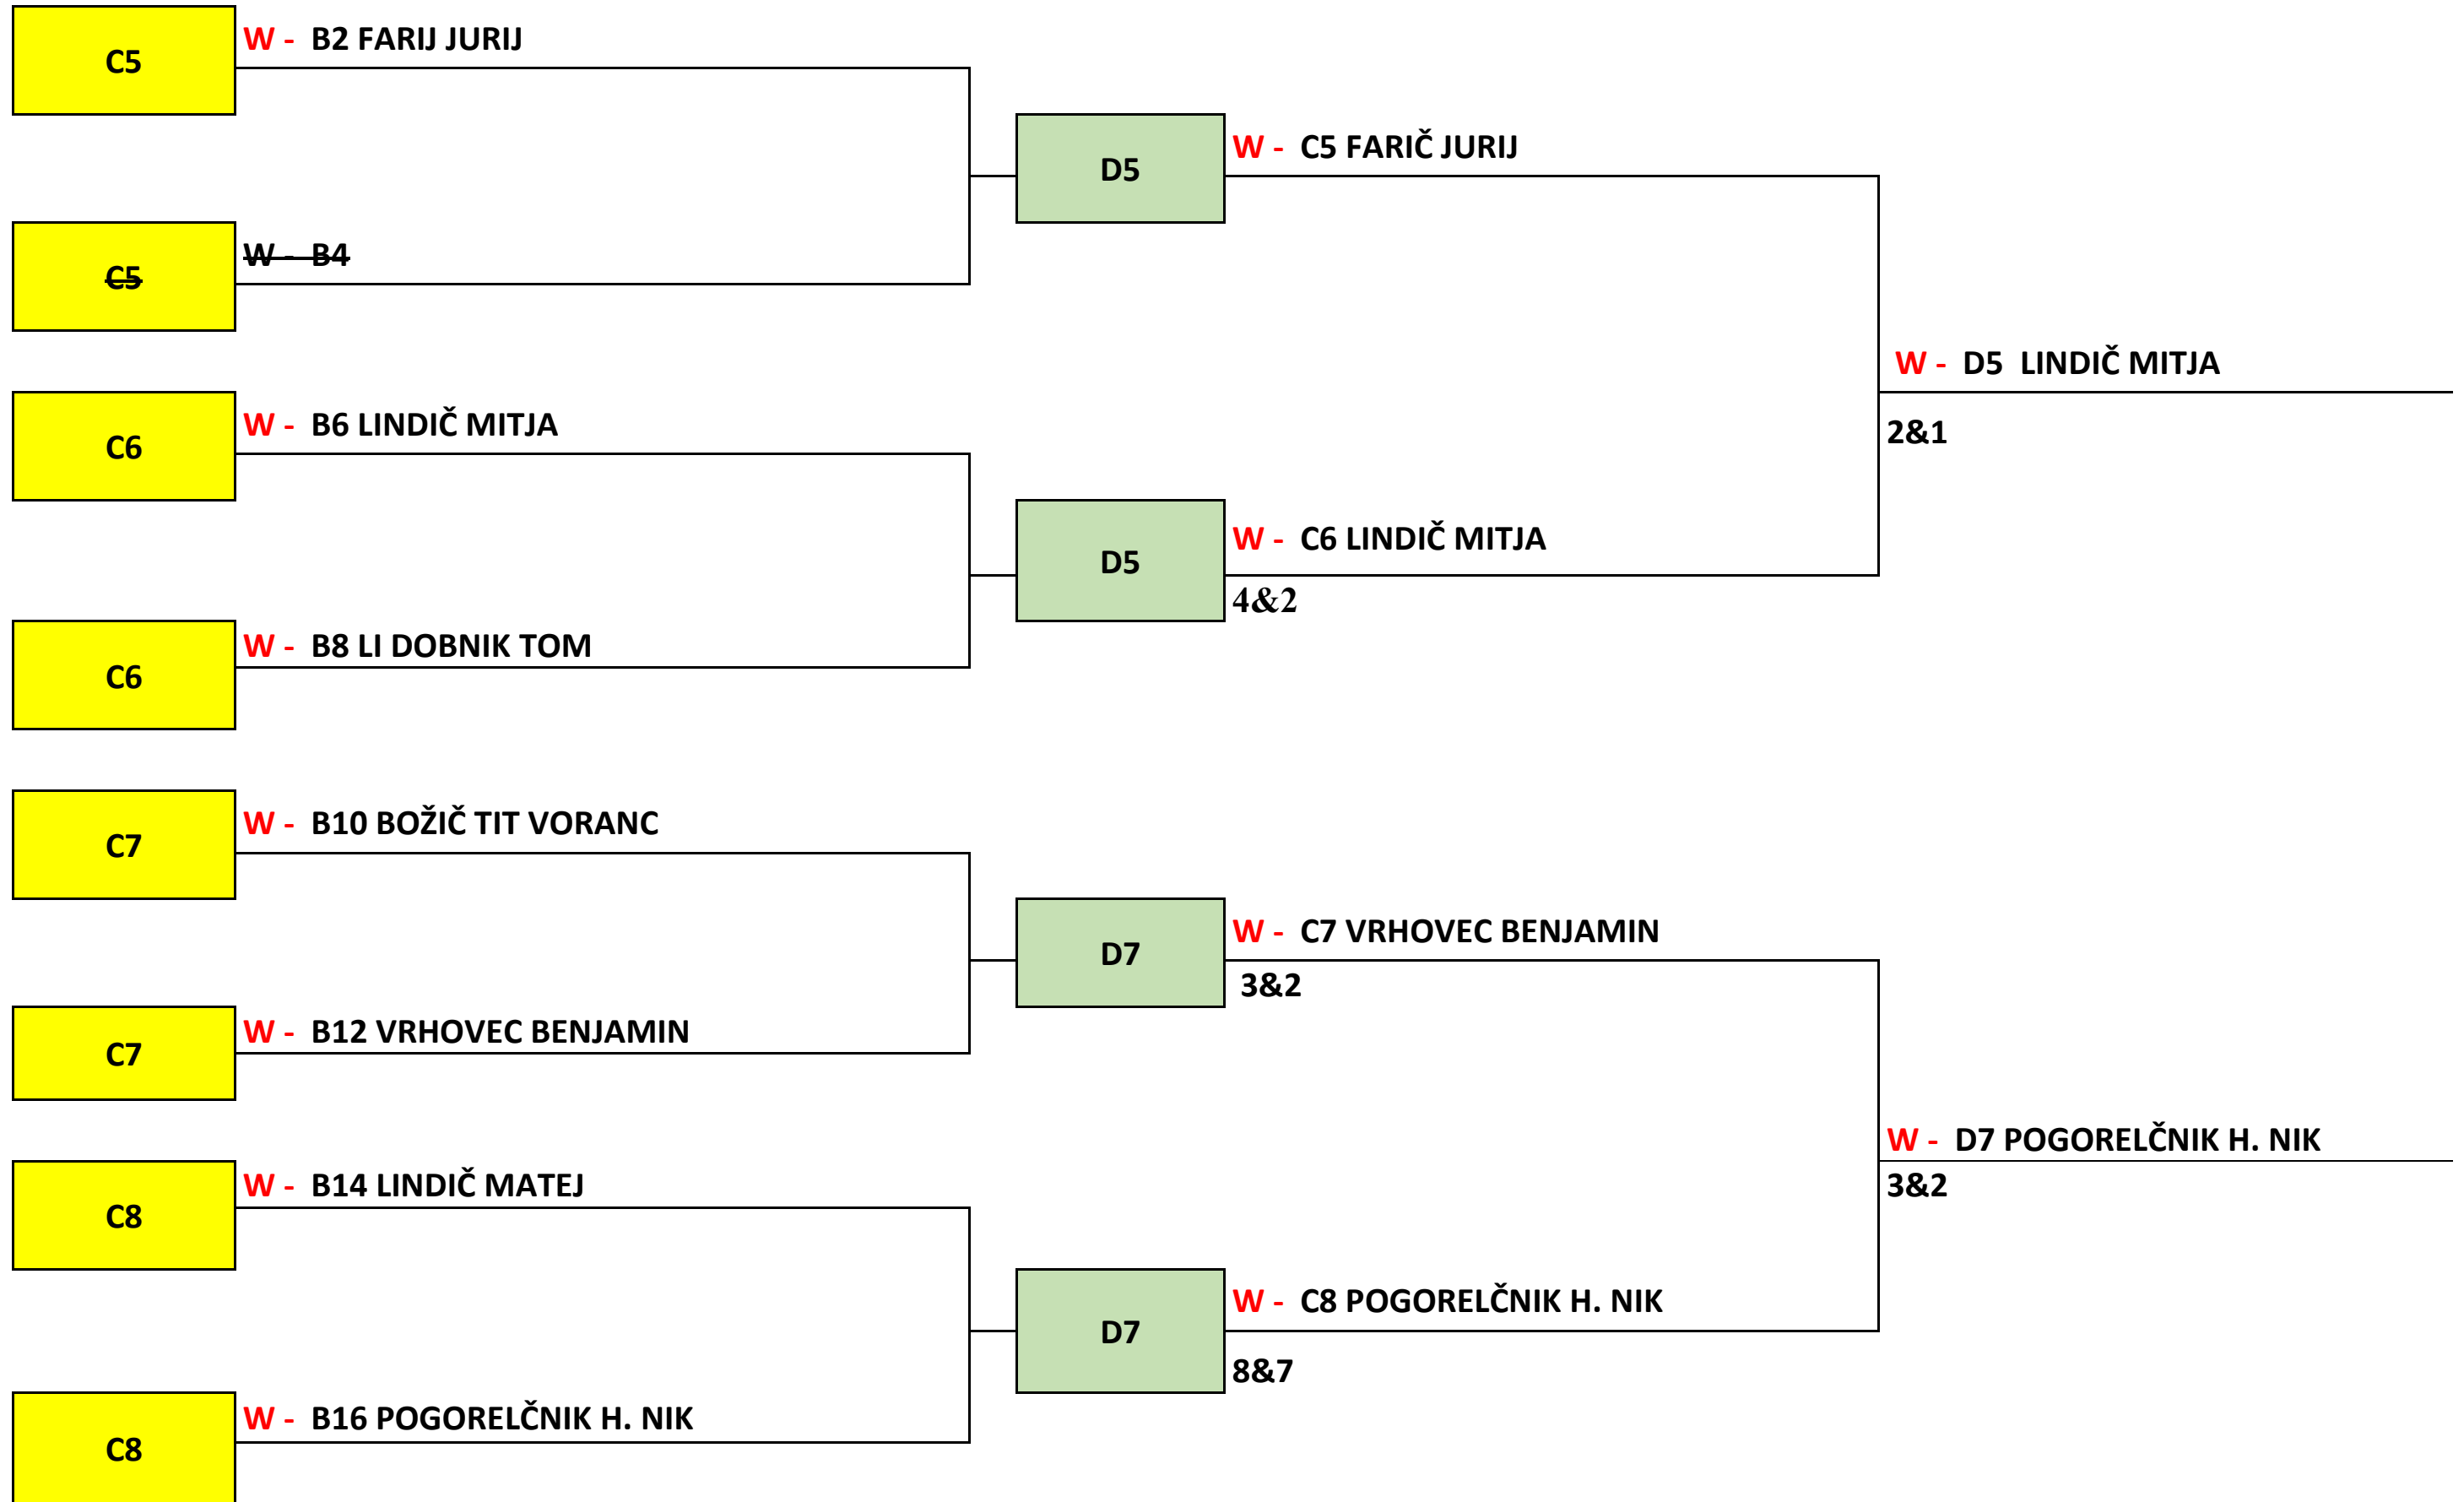 C5
W - B2 FARIJ JURIJ
D5
W - C5 FARIČ JURIJ
C5
W - B4
W - D5 LINDIČ MITJA
2&1
C6
W - B6 LINDIČ MITJA
D5
W - C6 LINDIČ MITJA
4&2
C6
W - B8 LI DOBNIK TOM
C7
W - B10 BOŽIČ TIT VORANC
D7
W - C7 VRHOVEC BENJAMIN
3&2
C7
W - B12 VRHOVEC BENJAMIN
W - D7 POGORELČNIK H. NIK
3&2
C8
W - B14 LINDIČ MATEJ
D7
W - C8 POGORELČNIK H. NIK
8&7
C8
W - B16 POGORELČNIK H. NIK